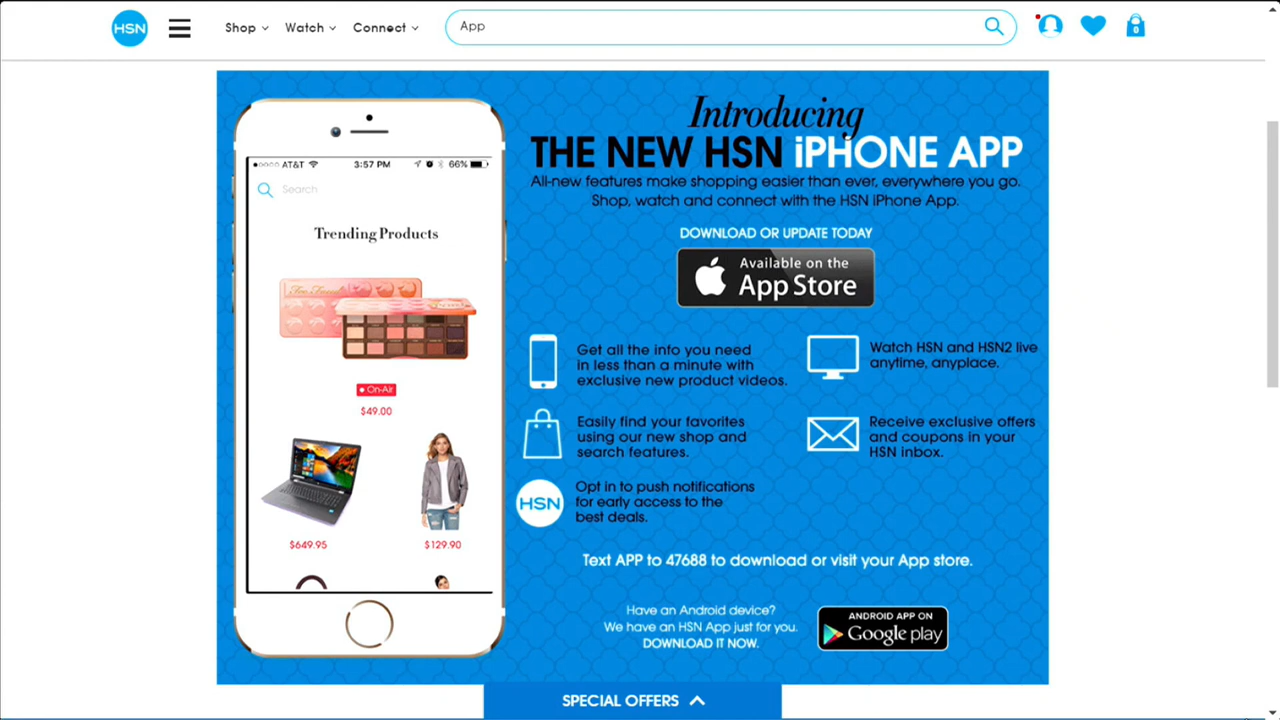 HSN
Shop
Watch
Connect
App
0
AT&T
3:57 PM
66%
Search
Trending Products
Too Faced
On-Air
$49.00
$649.95
$129.90
Introducing
THE NEW HSN iPHONE APP
All-new features make shopping easier than ever, everywhere you go.
Shop, watch and connect with the HSN iPhone App.
DOWNLOAD OR UPDATE TODAY
Available on the
App Store
Get all the info you need
in less than a minute with
exclusive new product videos.
Watch HSN and HSN2 live
anytime, anyplace.
Easily find your favorites
using our new shop and
search features.
Receive exclusive offers
and coupons in your
HSN inbox.
HSN
Opt in to push notifications
for early access to the
best deals.
Text APP to 47688 to download or visit your App store.
Have an Android device?
We have an HSN App just for you.
DOWNLOAD IT NOW.
ANDROID APP ON
Google play
SPECIAL OFFERS